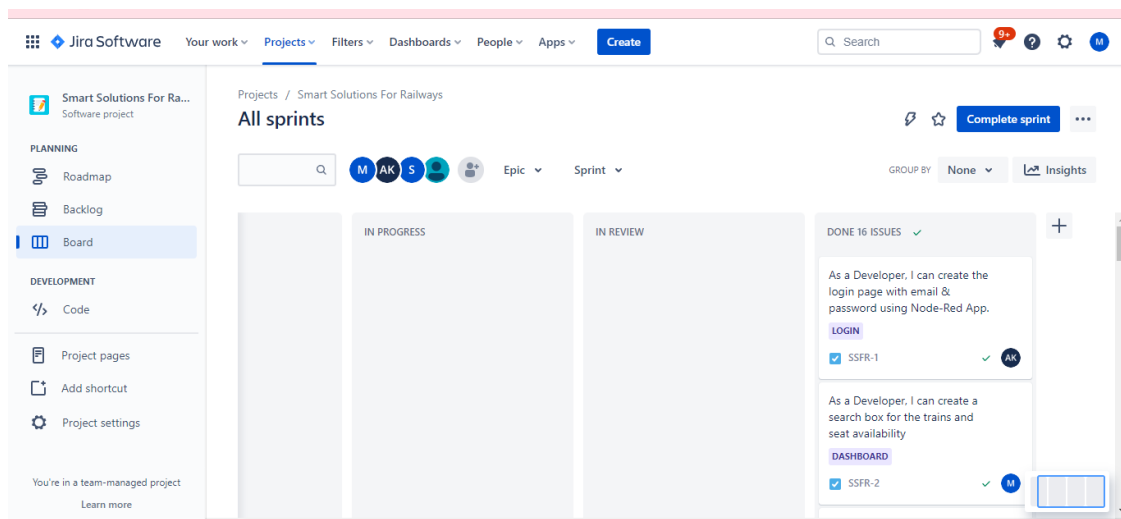 Jira Software
Your work
Projects
Filters
Dashboards
People
Apps
Create
Search
9+
M
Smart Solutions For Ra...
Software project
PLANNING
Roadmap
Backlog
Board
DEVELOPMENT
Code
Project pages
Add shortcut
Project settings
You're in a team-managed project
Learn more
Projects / Smart Solutions For Railways
All sprints
Complete sprint
M AK S
Epic
Sprint
GROUP BY
None
Insights
IN PROGRESS
IN REVIEW
DONE 16 ISSUES
As a Developer, I can create the
login page with email &
password using Node-Red App.
LOGIN
SSFR-1
AK
As a Developer, I can create a
search box for the trains and
seat availability
DASHBOARD
SSFR-2
M